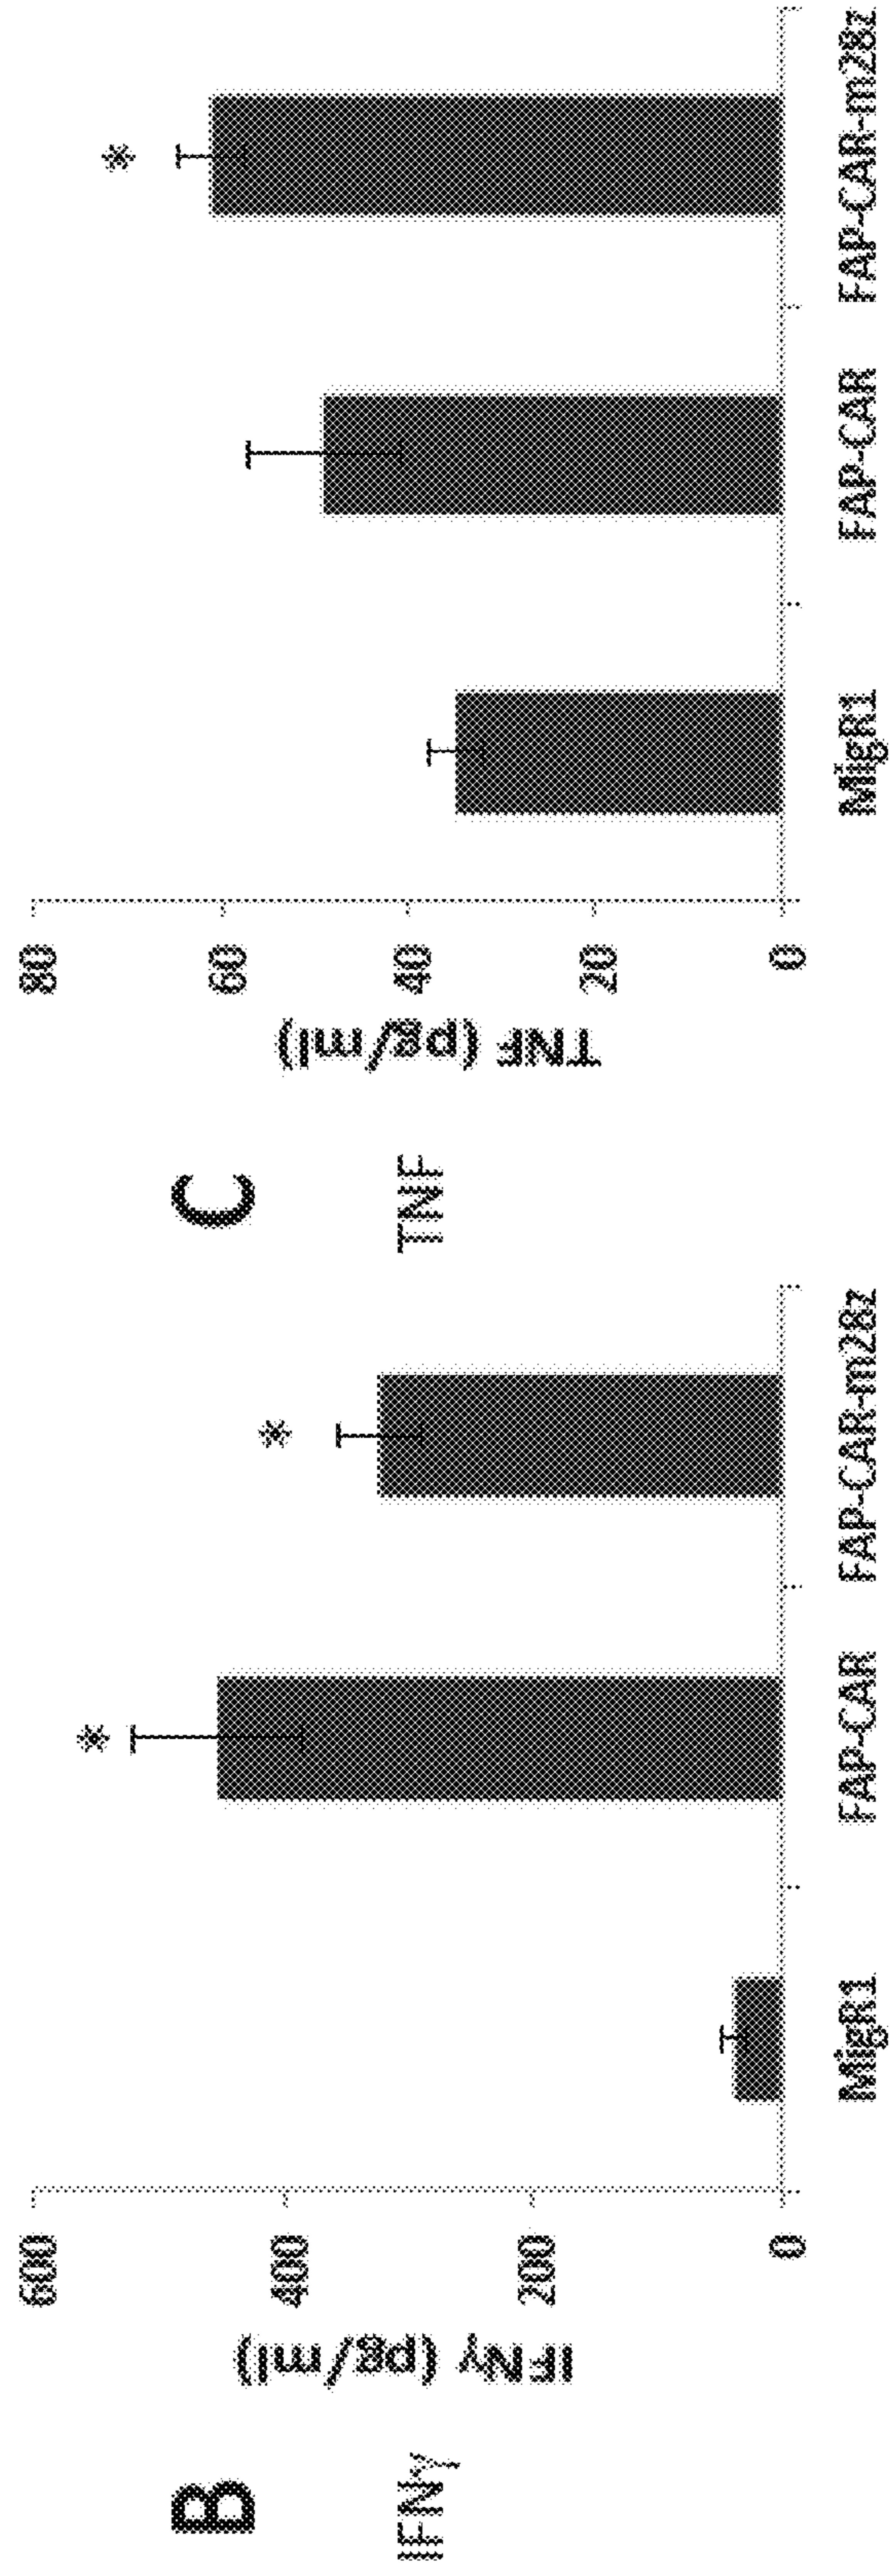 B
IFNγ
IFNγ (pg/ml)
600
400
200
0
*
*
MigR1 FAP-CAR FAP-CAR-m28z
C
TNF
TNF (pg/ml)
80
60
40
20
0
*
MigR1 FAP-CAR FAP-CAR-m28z